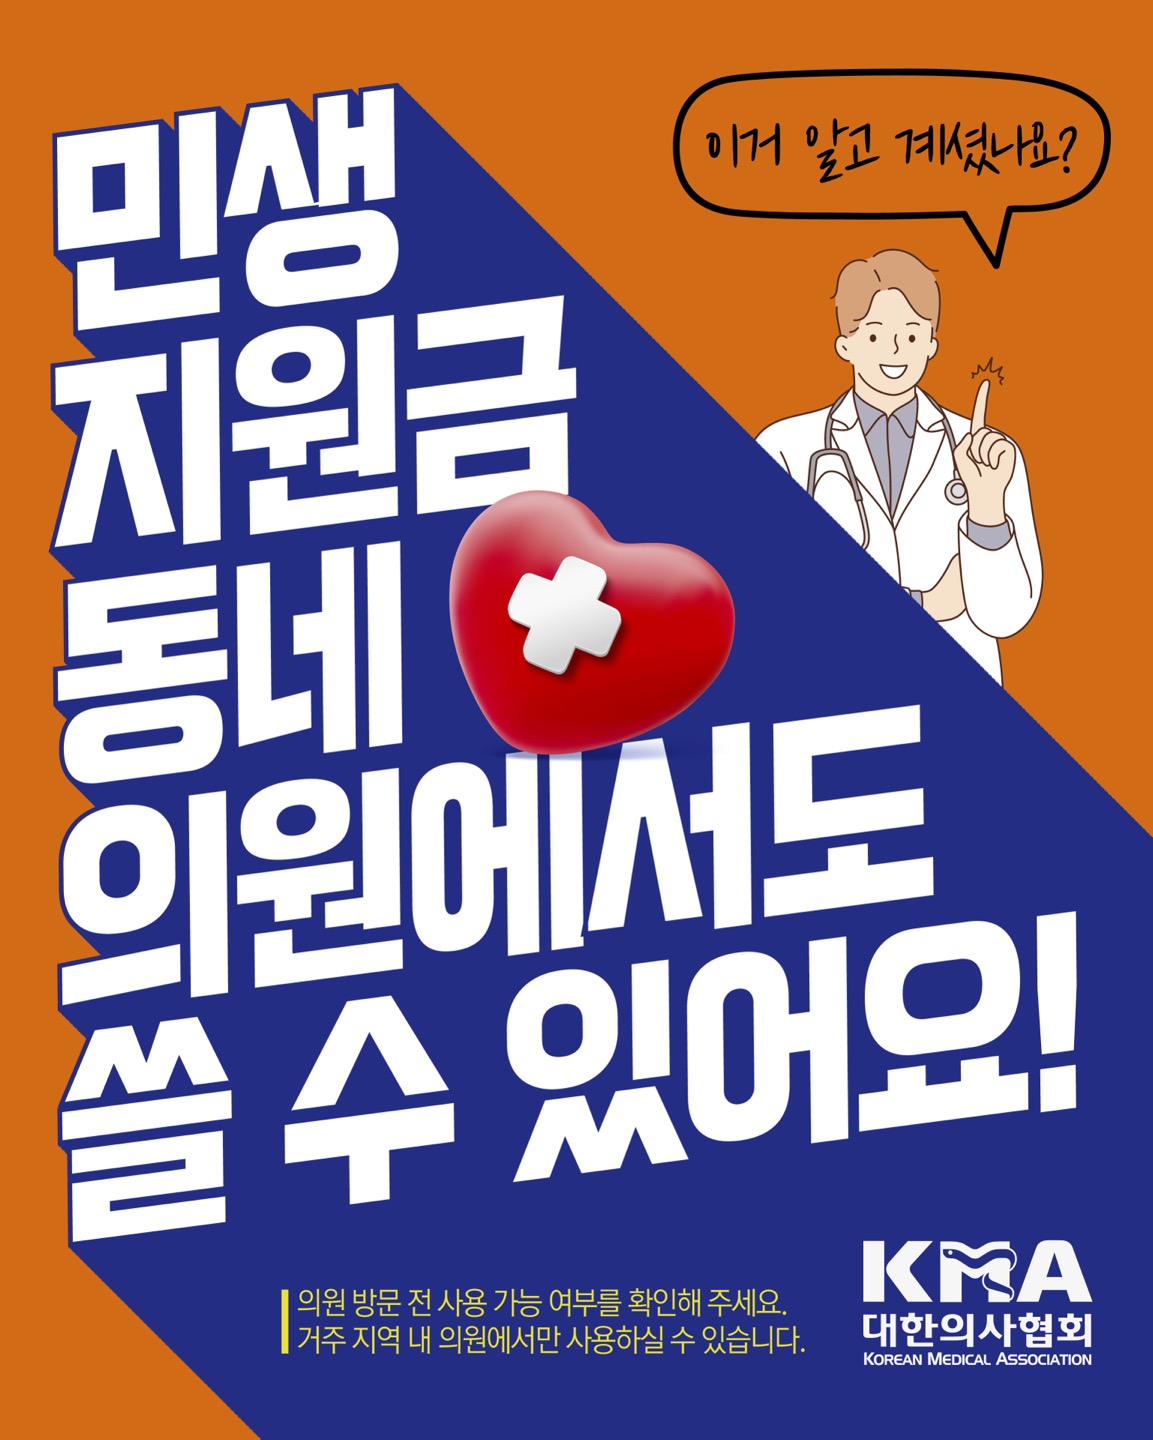 이거 알고 계셨나요?
민생
지원금
동네
의원에서도
쓸 수 있어요!
의원 방문 전 사용 가능 여부를 확인해 주세요.
거주 지역 내 의원에서만 사용하실 수 있습니다.
KMA
대한의사협회
KOREAN MEDICAL ASSOCIATION